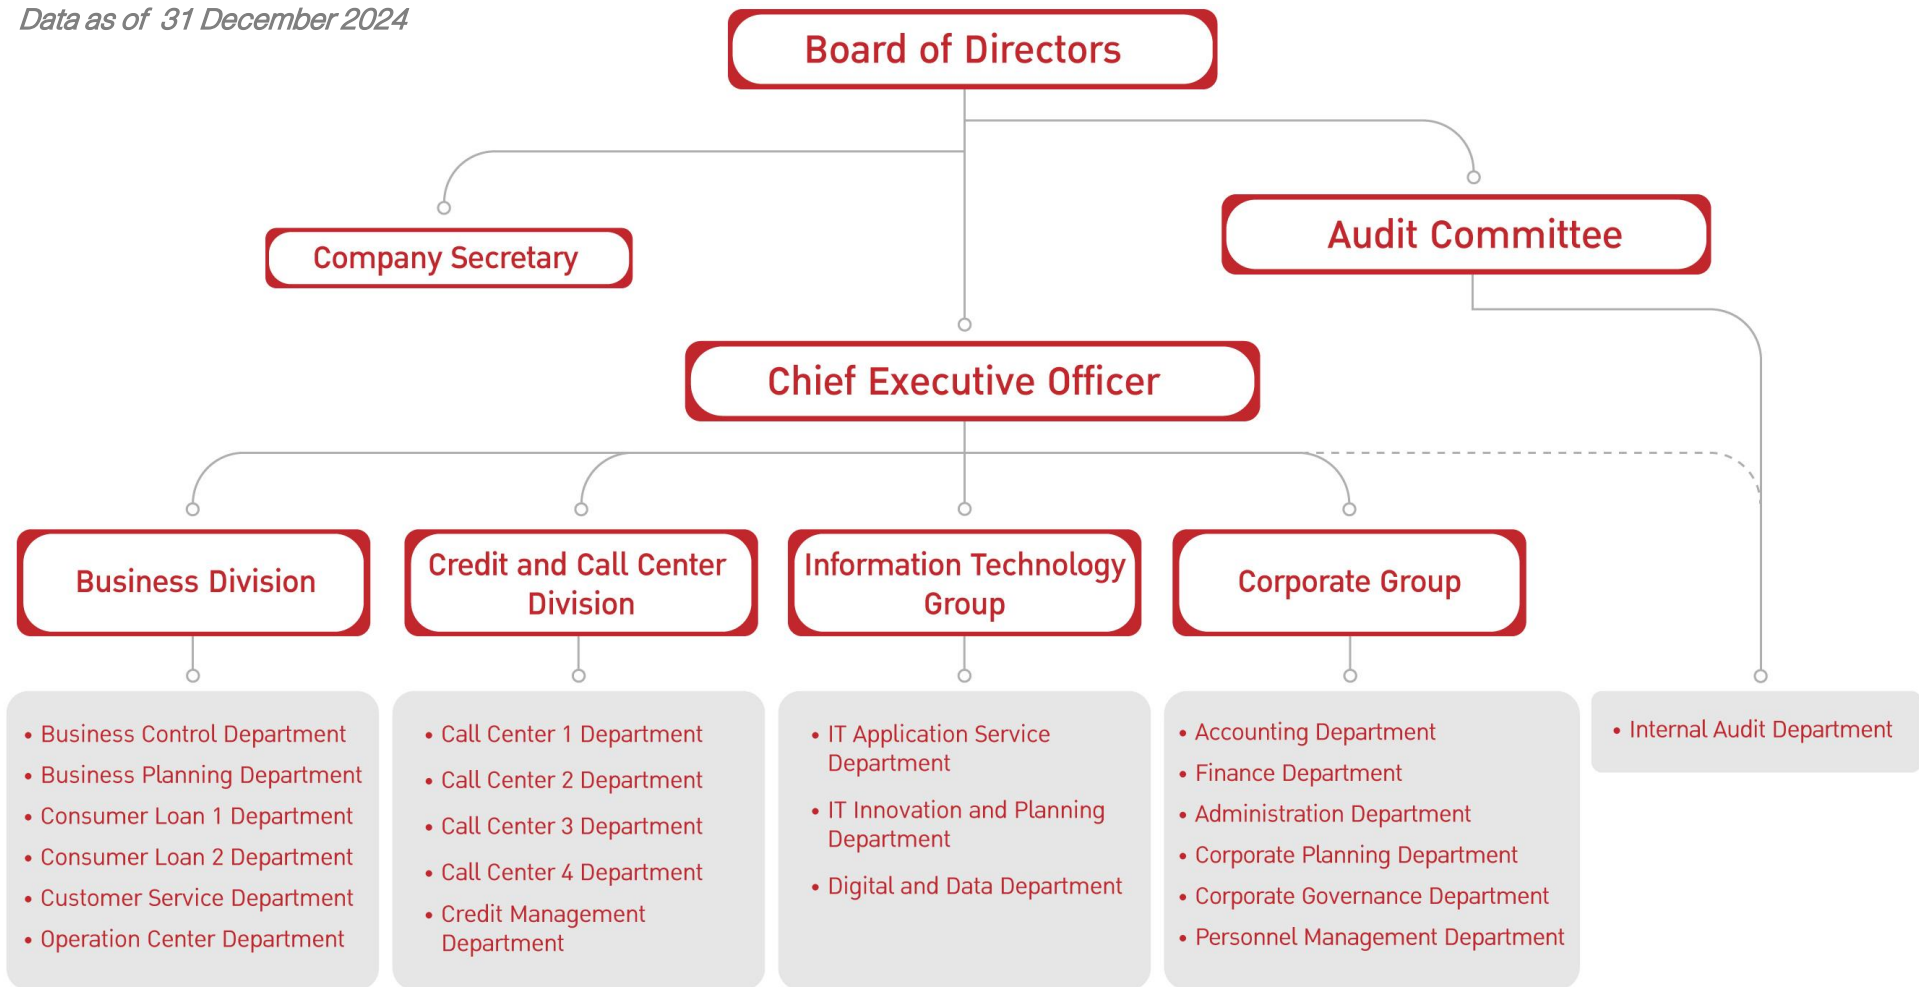 Data as of 31 December 2024
Board of Directors
Company Secretary
Audit Committee
Chief Executive Officer
Business Division
Credit and Call Center
Division
Information Technology
Group
Corporate Group
• Business Control Department
• Business Planning Department
• Consumer Loan 1 Department
• Consumer Loan 2 Department
• Customer Service Department
• Operation Center Department
• Call Center 1 Department
• Call Center 2 Department
• Call Center 3 Department
• Call Center 4 Department
• Credit Management
Department
• IT Application Service
Department
• IT Innovation and Planning
Department
• Digital and Data Department
• Accounting Department
• Finance Department
• Administration Department
• Corporate Planning Department
• Corporate Governance Department
• Personnel Management Department
• Internal Audit Department